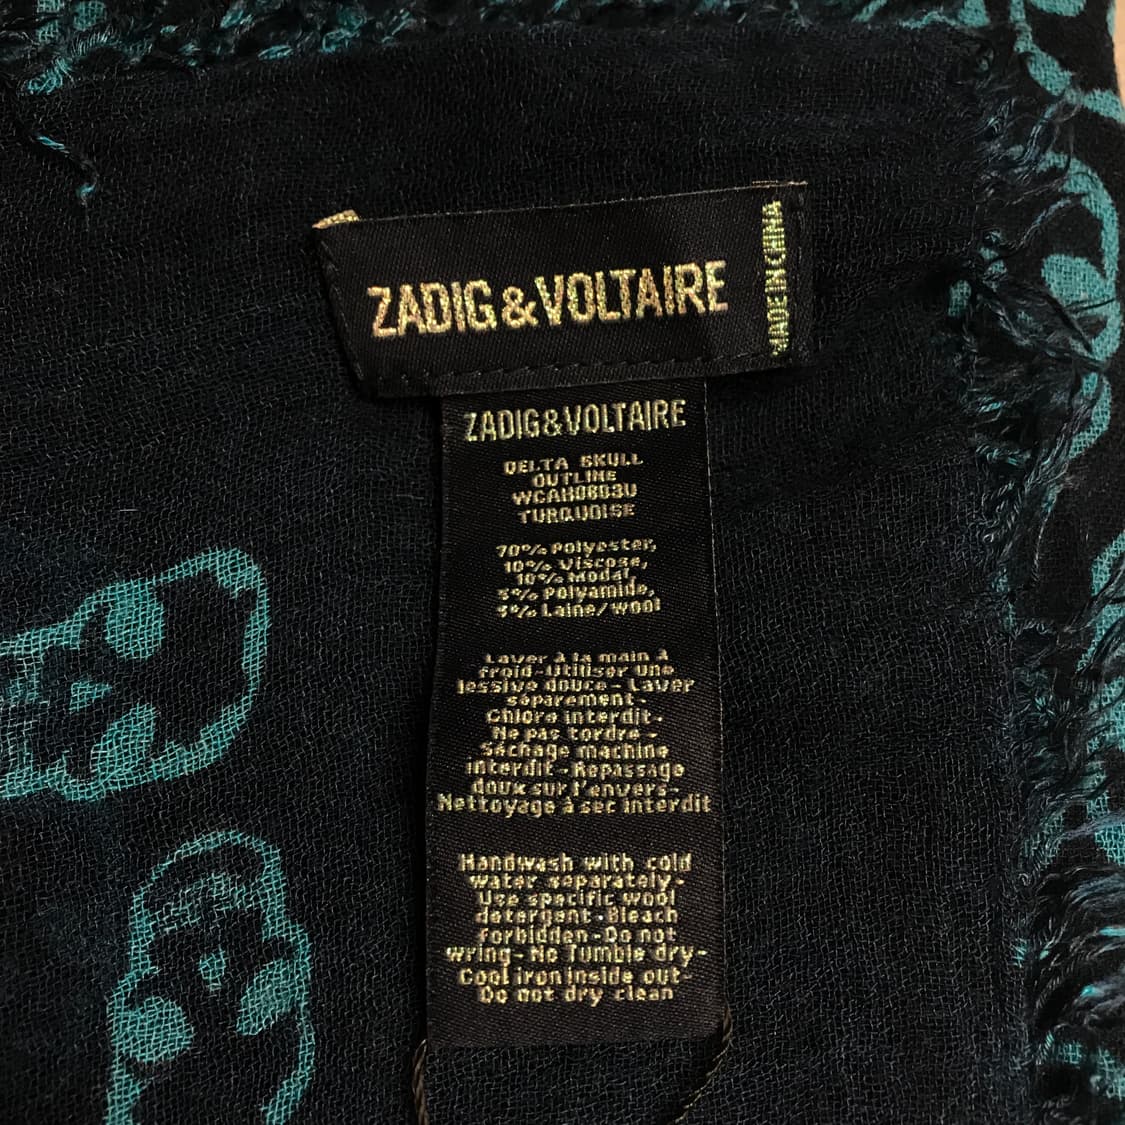 ZADIG&VOLTAIRE
MADE IN CHINA
ZADIG&VOLTAIRE
DELTA SKULL
OUTLINE
TURQUOISE
70% Polyester,
10% Viscose,
10% Modal,
5% Polyamide,
5% Laine/wool
Laver à la main à
froid-Utiliser Une
lessive douce - Laver
séparement-
Chlore interdit-
Ne pas tordre -
Séchage machine
interdit - Repassage
doux sur l'envers-
Nettoyage à sec interdit
Handwash with cold
water separately.-
Use specific wool
detergent -Bleach
forbidden -Do not
wring- No Tumble dry-
Cool iron inside out-
Do not dry clean